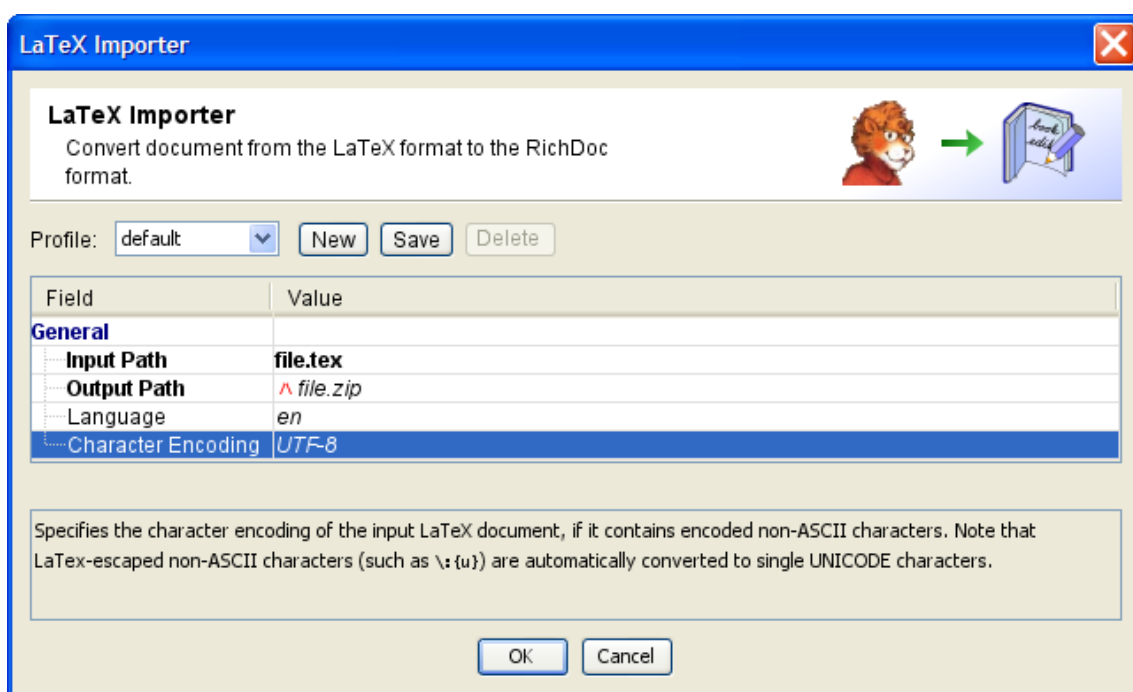 LaTeX Importer
LaTeX Importer
Convert document from the LaTeX format to the RichDoc
format.
book
edit
Profile: default New Save Delete
Field Value
General
Input Path file.tex
Output Path file.zip
Language en
Character Encoding UTF-8
Specifies the character encoding of the input LaTeX document, if it contains encoded non-ASCII characters. Note that
LaTex-escaped non-ASCII characters (such as \:{u}) are automatically converted to single UNICODE characters.
OK Cancel